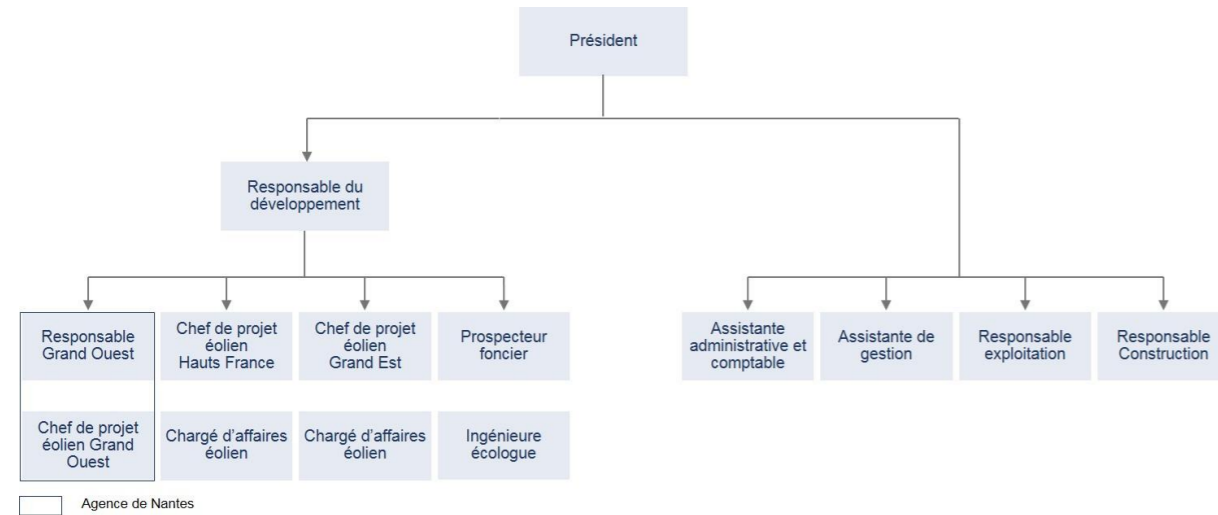 Président
Responsable du
développement
Responsable
Grand Ouest
Chef de projet
éolien
Hauts France
Chef de projet
éolien
Grand Est
Prospecteur
foncier
Assistante
administrative et
comptable
Assistante de
gestion
Responsable
exploitation
Responsable
Construction
Chef de projet
éolien Grand
Ouest
Chargé d’affaires
éolien
Chargé d’affaires
éolien
Ingénieure
écologue
Agence de Nantes